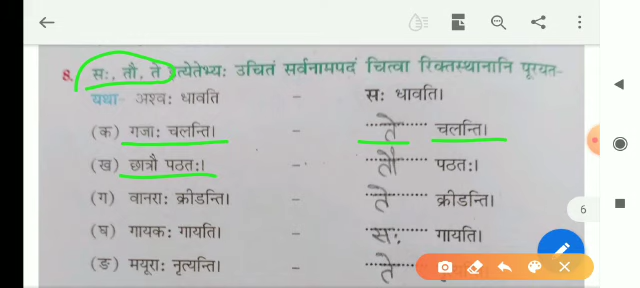 8. सः, तौ, ते इत्येतेभ्यः उचितं सर्वनामपदं चित्वा रिक्तस्थानानि पूरयत-
यथा- अश्वः धावति - सः धावति।
(क) गजाः चलन्ति। - ते चलन्ति।
(ख) छात्रौ पठतः। - तौ पठतः।
(ग) वानराः क्रीडन्ति। - ते क्रीडन्ति।
(घ) गायकः गायति। - सः गायति।
(ङ) मयूराः नृत्यन्ति। - ते
6